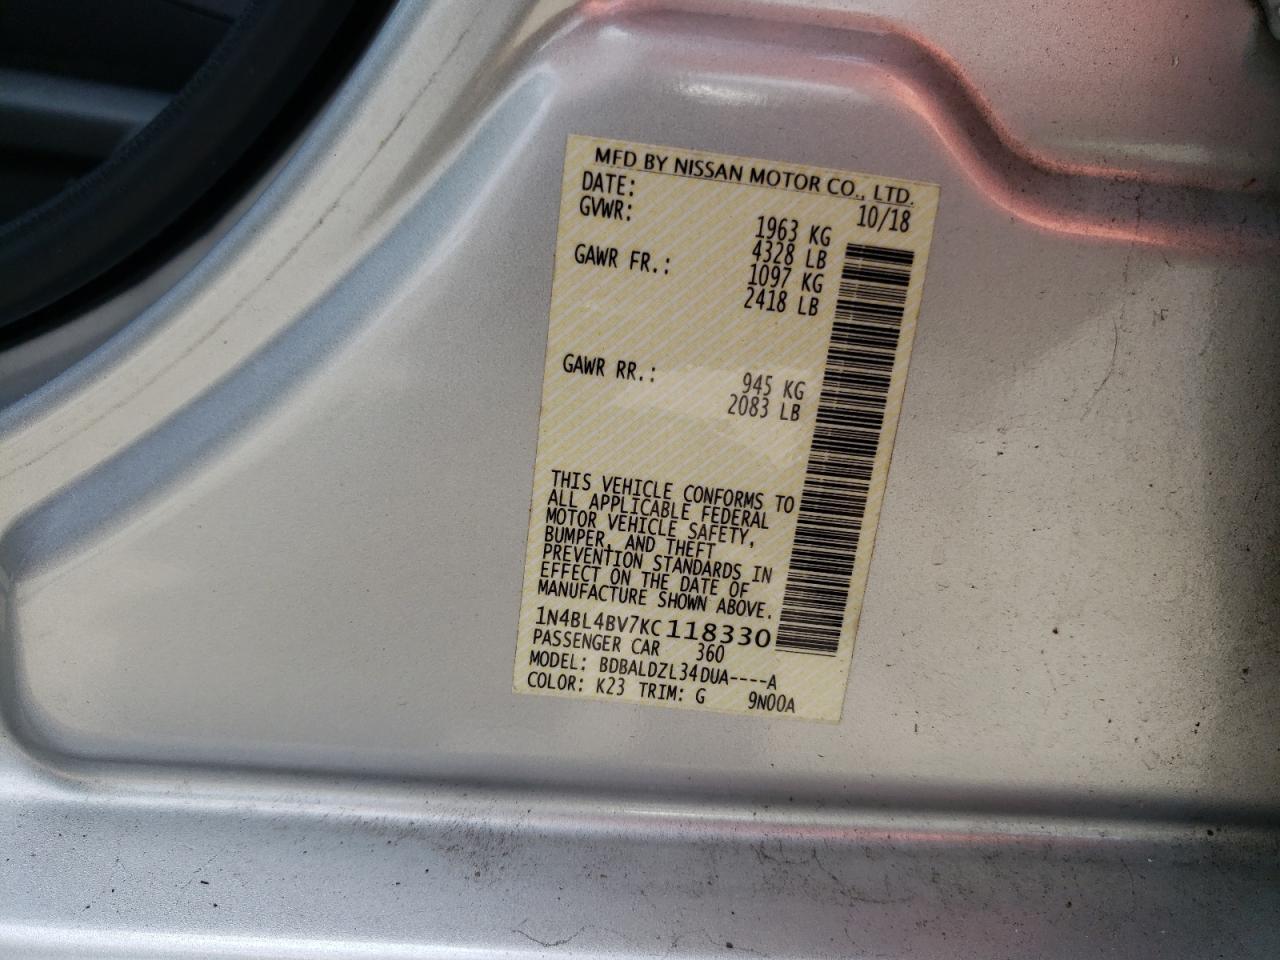 MFD BY NISSAN MOTOR CO., LTD.
DATE: 10/18
GVWR: 1963 KG
4328 LB
GAWR FR.: 1097 KG
2418 LB
GAWR RR.: 945 KG
2083 LB
THIS VEHICLE CONFORMS TO
ALL APPLICABLE FEDERAL
MOTOR VEHICLE SAFETY,
BUMPER, AND THEFT
PREVENTION STANDARDS IN
EFFECT ON THE DATE OF
MANUFACTURE SHOWN ABOVE.
1N4BL4BV7KC118330
PASSENGER CAR 360
MODEL: BDBALDZL34DUA----A
COLOR: K23 TRIM: G 9N00A